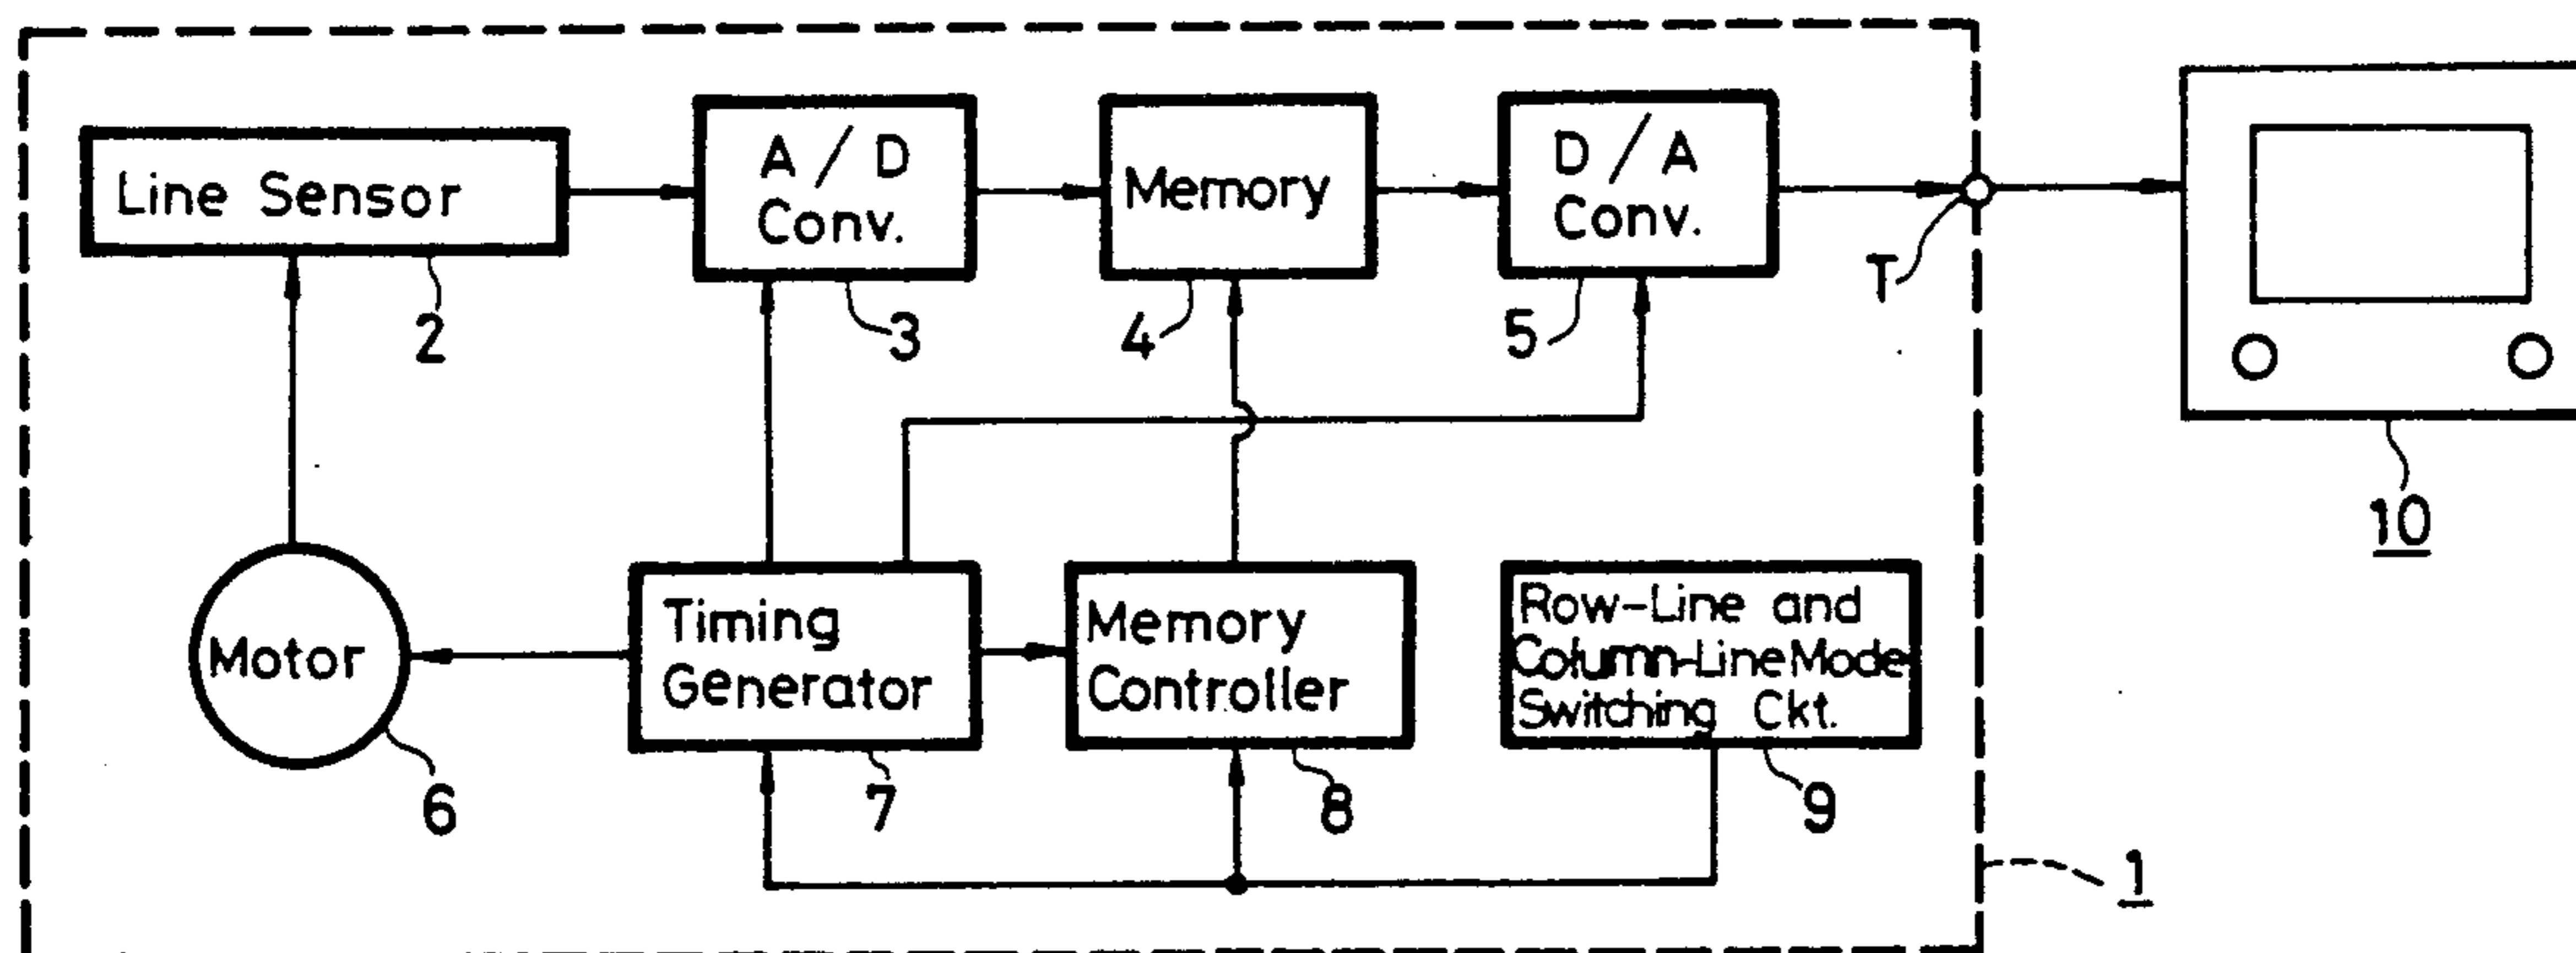 Line Sensor
A/D
Conv.
Memory
D/A
Conv.
T
2
3
4
5
10
Motor
Timing
Generator
Memory
Controller
Row-Line and
Column-Line Mode
Switching Ckt.
6
7
8
9
1